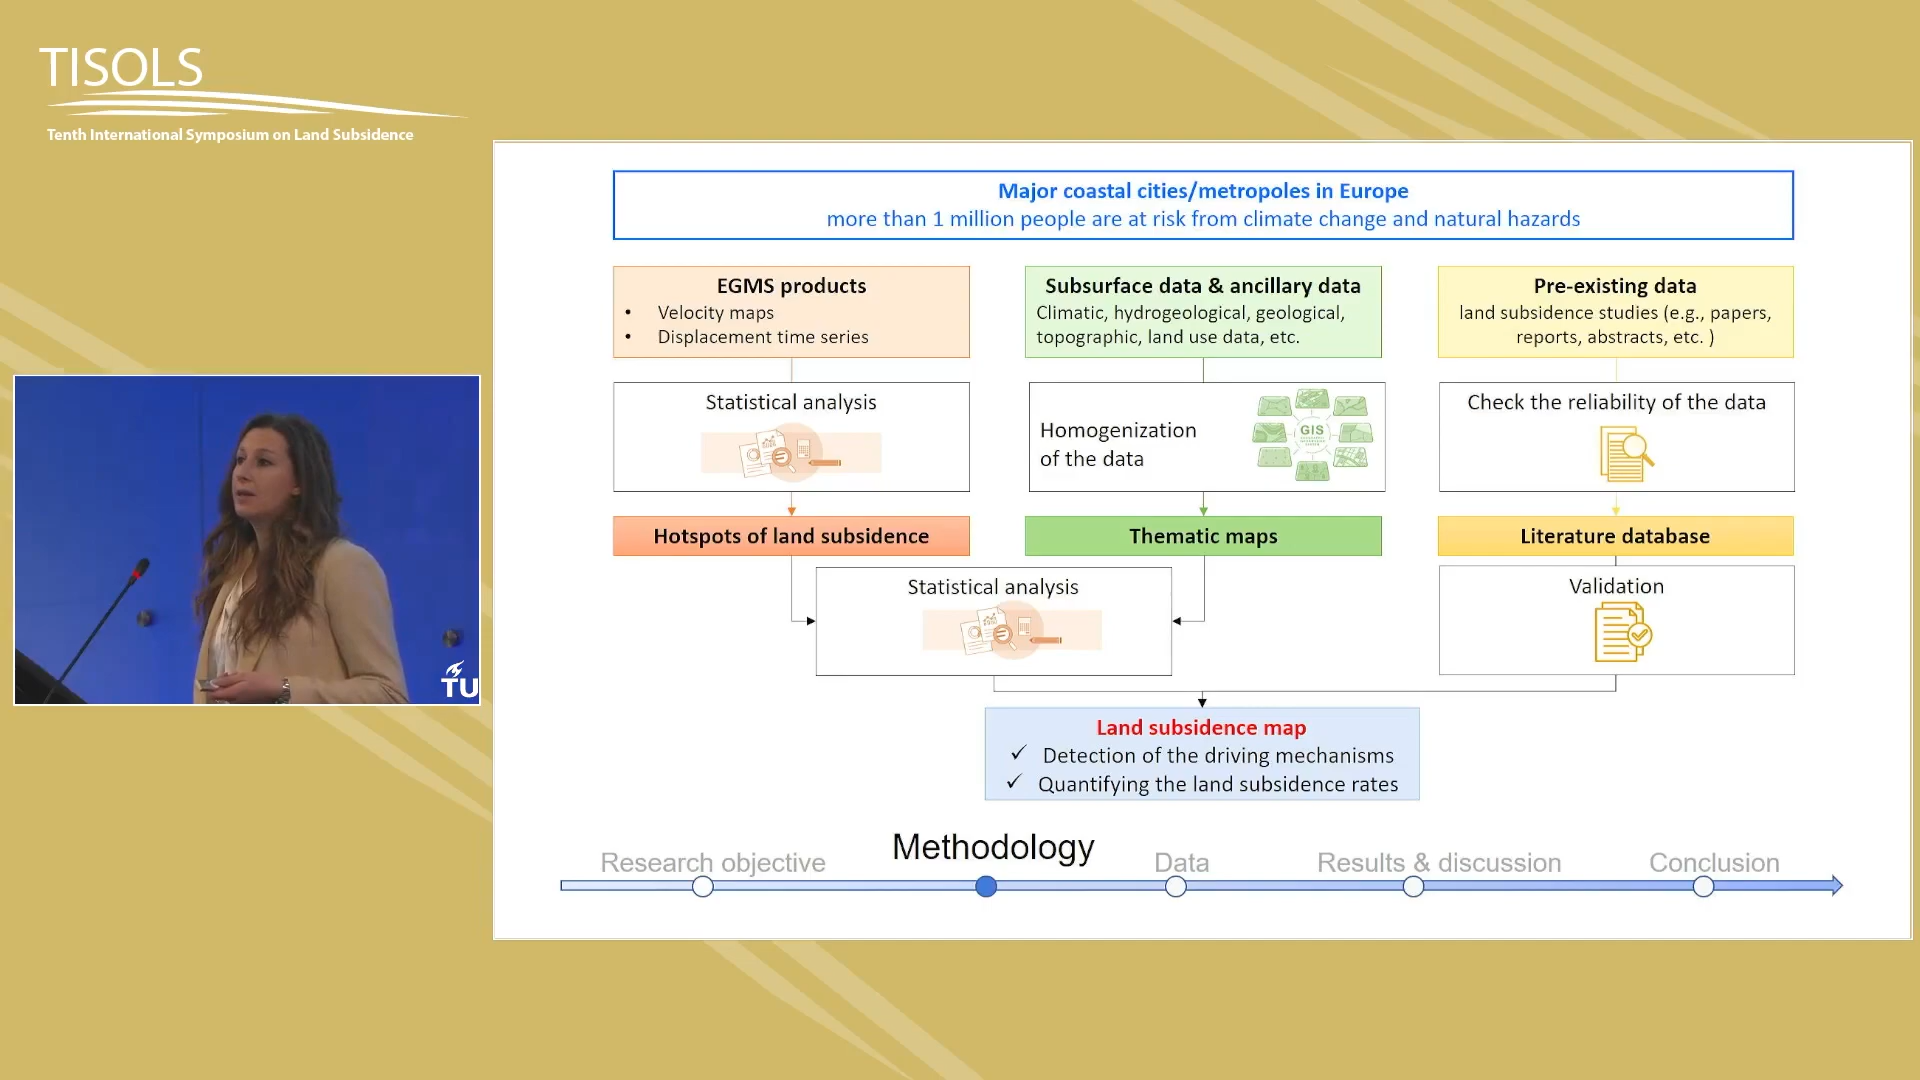 TISOLS
Tenth International Symposium on Land Subsidence
Major coastal cities/metropoles in Europe
more than 1 million people are at risk from climate change and natural hazards
EGMS products
• Velocity maps
• Displacement time series
Subsurface data & ancillary data
Climatic, hydrogeological, geological,
topographic, land use data, etc.
Pre-existing data
land subsidence studies (e.g., papers,
reports, abstracts, etc. )
Statistical analysis
Homogenization
of the data
GIS
Check the reliability of the data
Hotspots of land subsidence
Thematic maps
Literature database
Statistical analysis
Validation
TU
Land subsidence map
✓ Detection of the driving mechanisms
✓ Quantifying the land subsidence rates
Research objective
Methodology
Data
Results & discussion
Conclusion